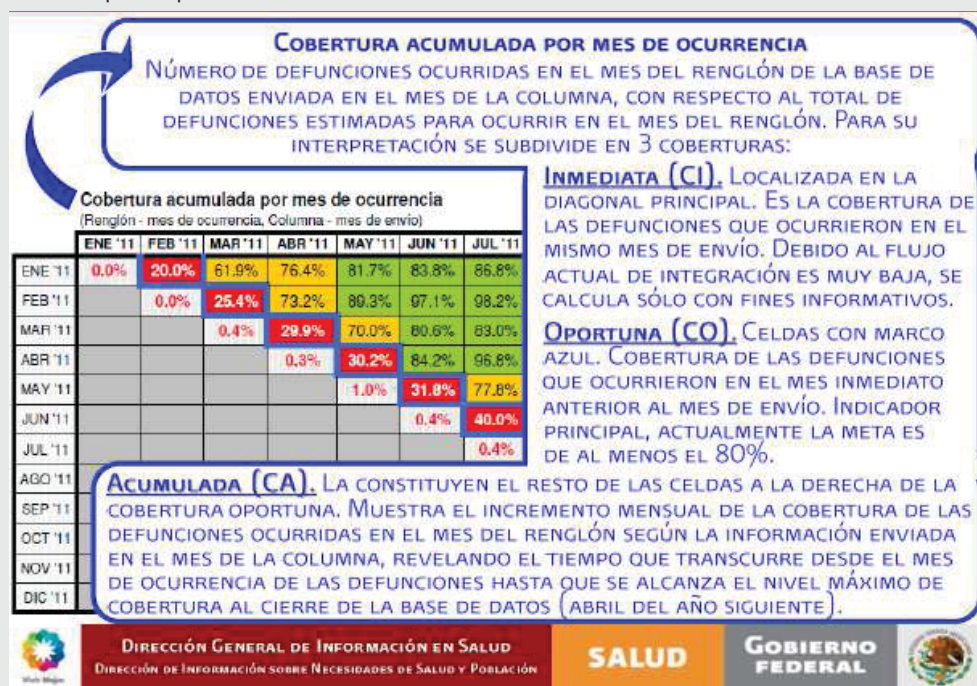 COBERTURA ACUMULADA POR MES DE OCURRENCIA
NÚMERO DE DEFUNCIONES OCURRIDAS EN EL MES DEL RENGLÓN DE LA BASE DE
DATOS ENVIADA EN EL MES DE LA COLUMNA, CON RESPECTO AL TOTAL DE
DEFUNCIONES ESTIMADAS PARA OCURRIR EN EL MES DEL RENGLÓN. PARA SU
INTERPRETACIÓN SE SUBDIVIDE EN 3 COBERTURAS:
INMEDIATA (CI). LOCALIZADA EN LA
DIAGONAL PRINCIPAL. ES LA COBERTURA DE
LAS DEFUNCIONES QUE OCURRIERON EN EL
MISMO MES DE ENVÍO. DEBIDO AL FLUJO
ACTUAL DE INTEGRACIÓN ES MUY BAJA, SE
CALCULA SÓLO CON FINES INFORMATIVOS.
OPORTUNA (CO). CELDAS CON MARCO
AZUL. COBERTURA DE LAS DEFUNCIONES
QUE OCURRIERON EN EL MES INMEDIATO
ANTERIOR AL MES DE ENVÍO. INDICADOR
PRINCIPAL, ACTUALMENTE LA META ES
DE AL MENOS EL 80%.
Cobertura acumulada por mes de ocurrencia
(Renglón - mes de ocurrencia, Columna - mes de envío)
ENE '11 FEB '11 MAR '11 ABR '11 MAY '11 JUN '11 JUL '11
ENE '11 0.0% 20.0% 61.9% 76.4% 81.7% 83.8% 86.8%
FEB '11 0.0% 25.4% 73.2% 89.3% 97.1% 98.2%
MAR '11 0.4% 29.9% 70.0% 80.6% 83.0%
ABR '11 0.3% 30.2% 84.2% 96.8%
MAY '11 1.0% 31.8% 77.8%
JUN '11 0.4% 40.0%
JUL '11 0.4%
AGO '11
SEP '11
OCT '11
NOV '11
DIC '11
ACUMULADA (CA). LA CONSTITUYEN EL RESTO DE LAS CELDAS A LA DERECHA DE LA
COBERTURA OPORTUNA. MUESTRA EL INCREMENTO MENSUAL DE LA COBERTURA DE LAS
DEFUNCIONES OCURRIDAS EN EL MES DEL RENGLÓN SEGÚN LA INFORMACIÓN ENVIADA
EN EL MES DE LA COLUMNA, REVELANDO EL TIEMPO QUE TRANSCURRE DESDE EL MES
DE OCURRENCIA DE LAS DEFUNCIONES HASTA QUE SE ALCANZA EL NIVEL MÁXIMO DE
COBERTURA AL CIERRE DE LA BASE DE DATOS (ABRIL DEL AÑO SIGUIENTE).
DIRECCIÓN GENERAL DE INFORMACIÓN EN SALUD
DIRECCIÓN DE INFORMACIÓN SOBRE NECESIDADES DE SALUD Y POBLACIÓN
SALUD
GOBIERNO
FEDERAL
Vivir Mejor